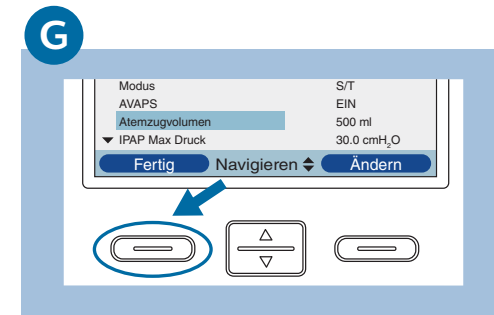 G
Modus S/T
AVAPS EIN
Atemzugvolumen 500 ml
IPAP Max Druck 30.0 cmH₂O
Fertig Navigieren Ändern